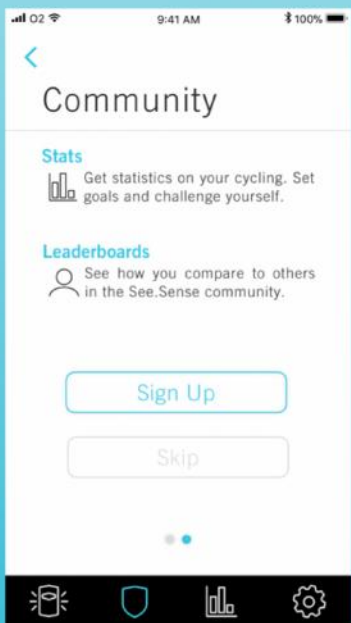 O2 9:41 AM 100%
Community
Stats
Get statistics on your cycling. Set
goals and challenge yourself.
Leaderboards
See how you compare to others
in the See.Sense community.
Sign Up
Skip